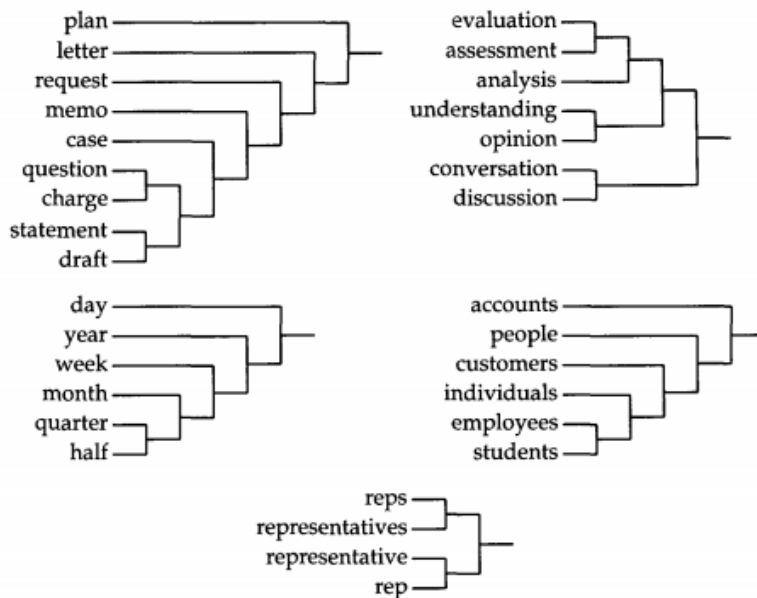 plan
letter
request
memo
case
question
charge
statement
draft
evaluation
assessment
analysis
understanding
opinion
conversation
discussion
day
year
week
month
quarter
half
accounts
people
customers
individuals
employees
students
reps
representatives
representative
rep